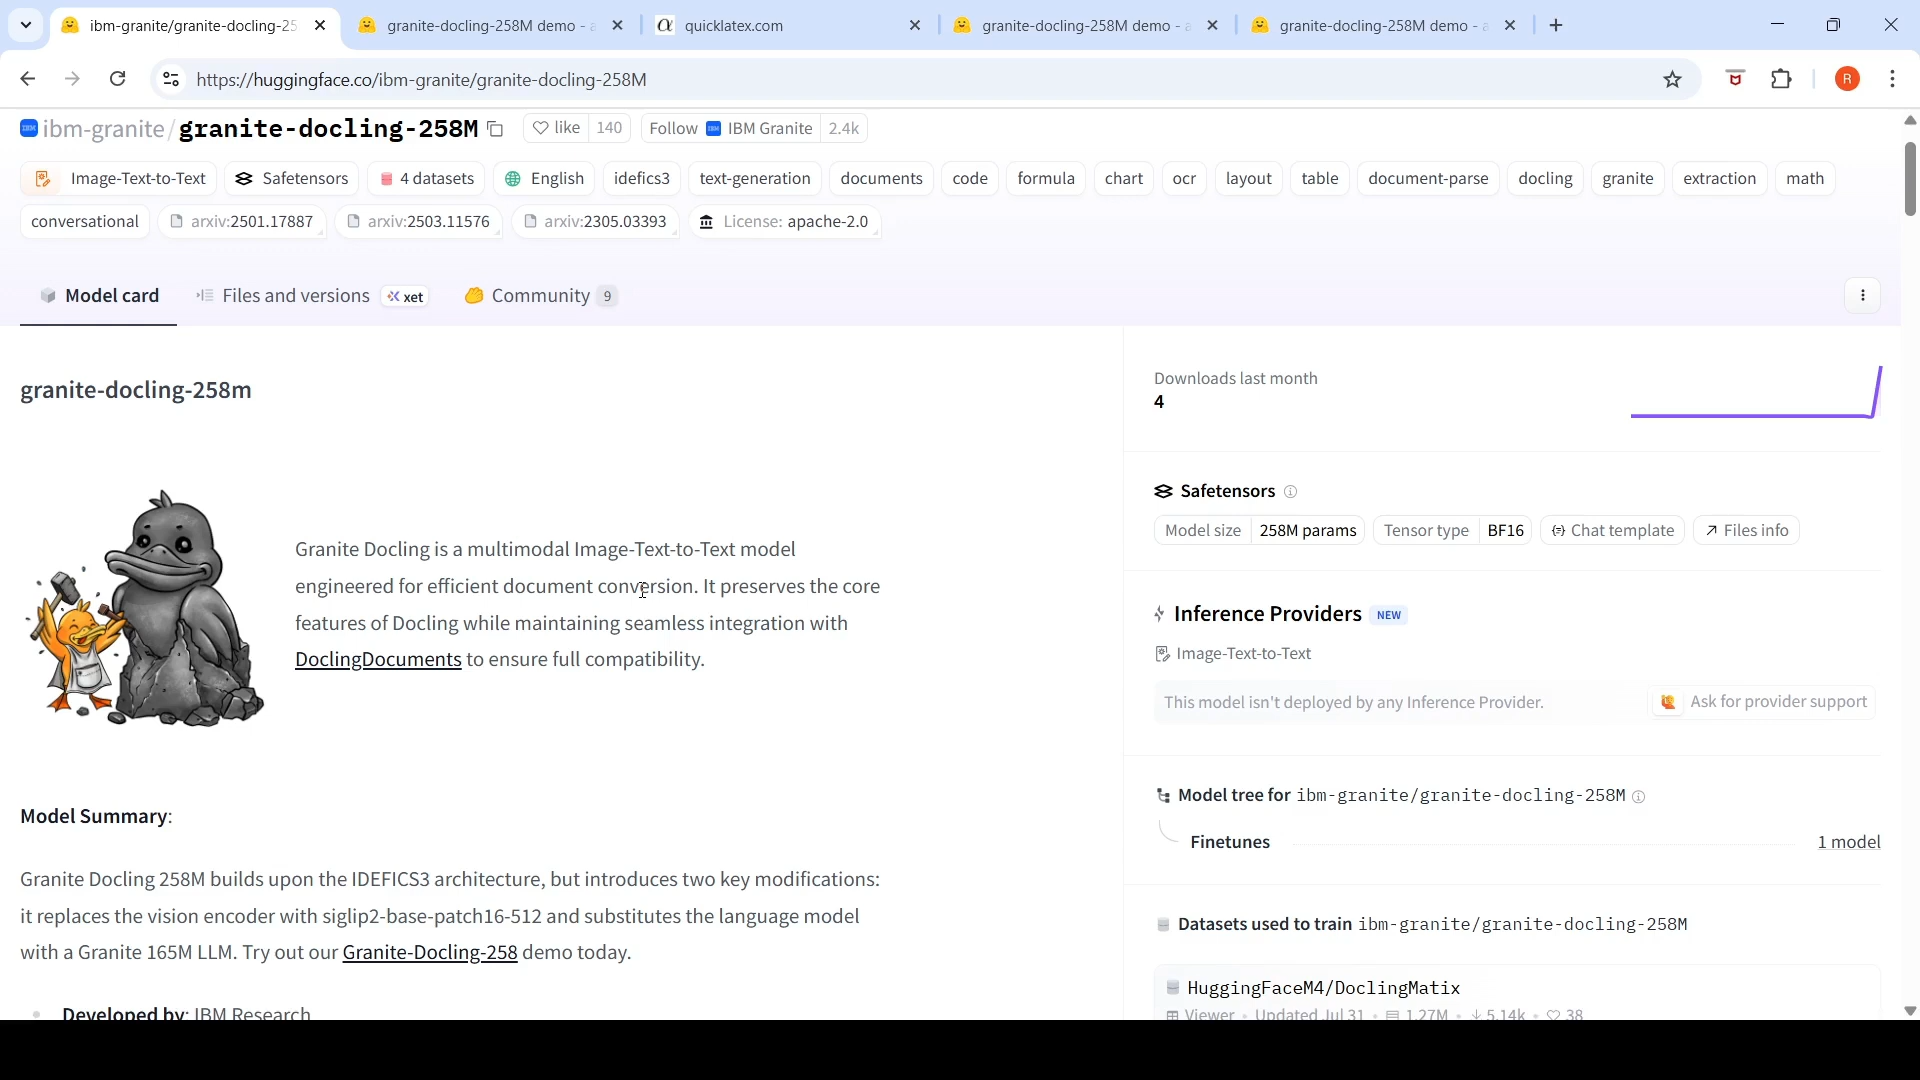 ibm-granite/granite-docling-25
granite-docling-258M demo - a
quicklatex.com
granite-docling-258M demo - a
granite-docling-258M demo - a
https://huggingface.co/ibm-granite/granite-docling-258M
R
ibm-granite/granite-docling-258M
like 140
Follow IBM IBM Granite 2.4k
Image-Text-to-Text Safetensors 4 datasets English idefics3 text-generation documents code formula chart ocr layout table document-parse docling granite extraction math
conversational arxiv:2501.17887 arxiv:2503.11576 arxiv:2305.03393 License: apache-2.0
Model card Files and versions xet Community 9
granite-docling-258m
Granite Docling is a multimodal Image-Text-to-Text model
engineered for efficient document conversion. It preserves the core
features of Docling while maintaining seamless integration with
DoclingDocuments to ensure full compatibility.
Model Summary:
Granite Docling 258M builds upon the IDEFICS3 architecture, but introduces two key modifications:
it replaces the vision encoder with siglip2-base-patch16-512 and substitutes the language model
with a Granite 165M LLM. Try out our Granite-Docling-258 demo today.
Developed by: IBM Research
Downloads last month
4
Safetensors
Model size 258M params Tensor type BF16 Chat template Files info
Inference Providers NEW
Image-Text-to-Text
This model isn't deployed by any Inference Provider. Ask for provider support
Model tree for ibm-granite/granite-docling-258M
Finetunes 1 model
Datasets used to train ibm-granite/granite-docling-258M
HuggingFaceM4/DoclingMatix
Viewer • Updated Jul 31 • 1.27M • 5.14k • 38